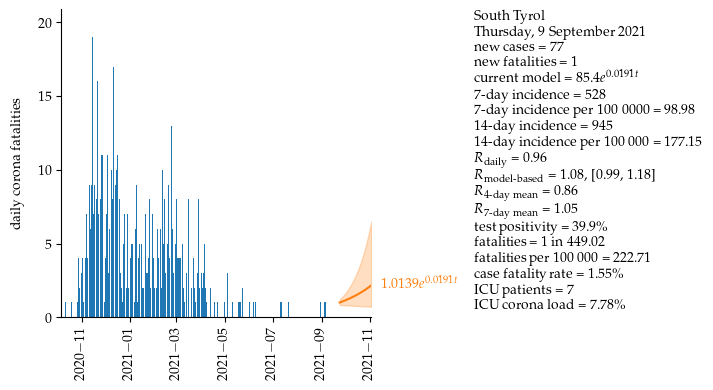 South Tyrol
Thursday, 9 September 2021
new cases = 77
new fatalities = 1
current model = 85.4e^0.0191t
7-day incidence = 528
7-day incidence per 100 0000 = 98.98
14-day incidence = 945
14-day incidence per 100 000 = 177.15
R_daily = 0.96
R_model-based = 1.08, [0.99, 1.18]
R_4-day mean = 0.86
R_7-day mean = 1.05
test positivity = 39.9%
fatalities = 1 in 449.02
fatalities per 100 000 = 222.71
case fatality rate = 1.55%
ICU patients = 7
ICU corona load = 7.78%
daily corona fatalities
20
15
10
5
0
1.0139e^0.0191t
2020−11
2021−01
2021−03
2021−05
2021−07
2021−09
2021−11